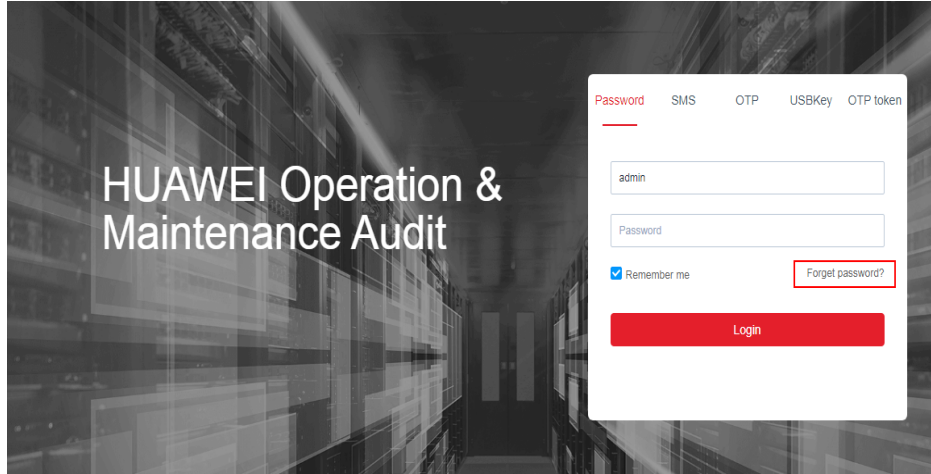 Password SMS OTP USBKey OTP token
HUAWEI Operation &
Maintenance Audit
admin
Password
Remember me Forget password?
Login